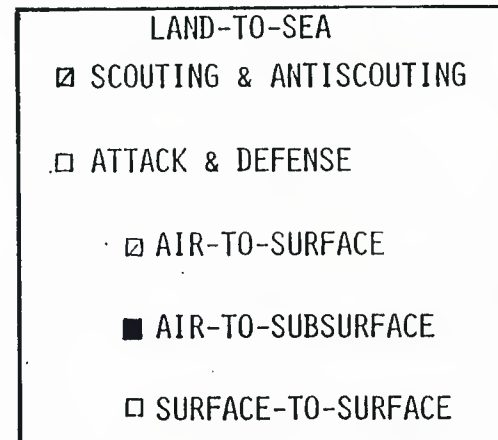 LAND-TO-SEA
☑ SCOUTING & ANTISCOUTING
☐ ATTACK & DEFENSE
☑ AIR-TO-SURFACE
■ AIR-TO-SUBSURFACE
☐ SURFACE-TO-SURFACE